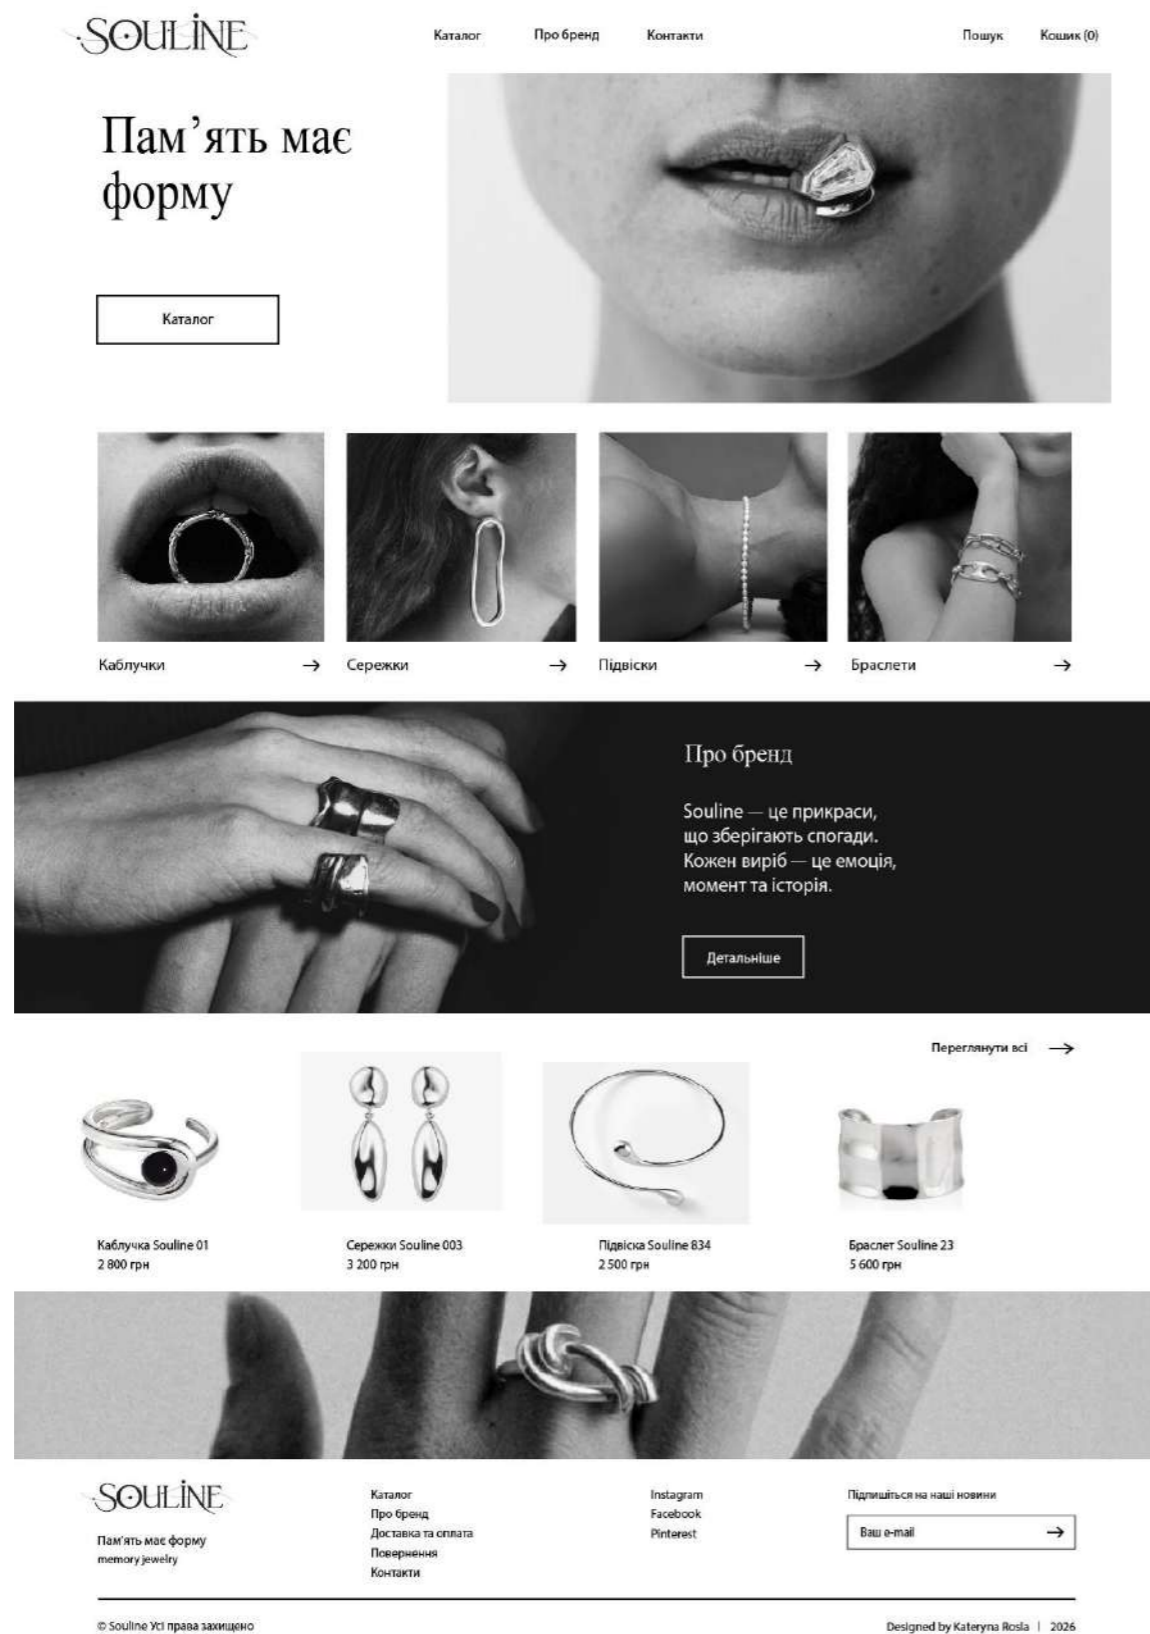 SOULINE
Каталог
Про бренд
Контакти
Пошук
Кошик (0)
Пам’ять має
форму
Каталог
Каблучки
Сережки
Підвіски
Браслети
Про бренд
Souline — це прикраси,
що зберігають спогади.
Кожен виріб — це емоція,
момент та історія.
Детальніше
Переглянути всі
Каблучка Souline 01
2 800 грн
Сережки Souline 003
3 200 грн
Підвіска Souline 834
2 500 грн
Браслет Souline 23
5 600 грн
SOULINE
Пам’ять має форму
memory jewelry
Каталог
Про бренд
Доставка та оплата
Повернення
Контакти
Instagram
Facebook
Pinterest
Підпишіться на наші новини
Ваш e-mail
© Souline Усі права захищено
Designed by Kateryna Rosla | 2026